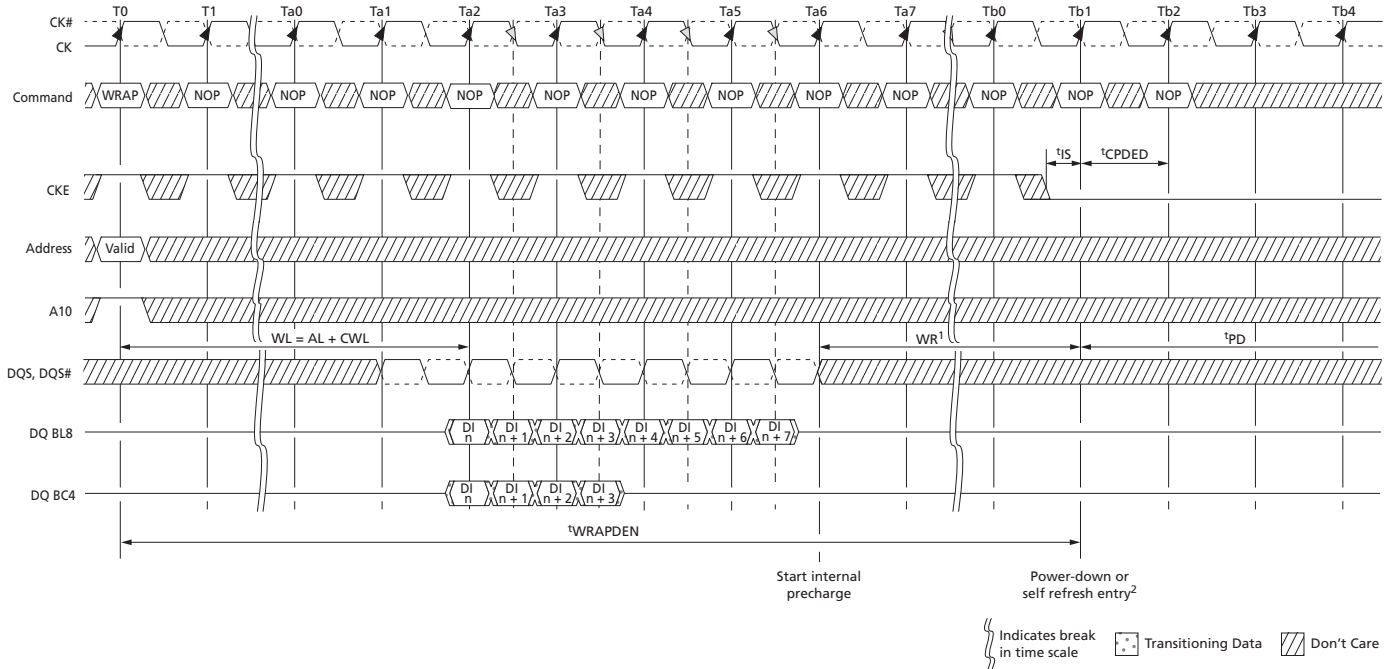 T0 T1 Ta0 Ta1 Ta2 Ta3 Ta4 Ta5 Ta6 Ta7 Tb0 Tb1 Tb2 Tb3 Tb4
CK#
CK
Command WRAP NOP NOP NOP NOP NOP NOP NOP NOP NOP NOP NOP NOP
tIS tCPDED
CKE
Address Valid
A10
WL = AL + CWL WR1 tPD
DQS, DQS#
DQ BL8
DI n
DI n + 1
DI n + 2
DI n + 3
DI n + 4
DI n + 5
DI n + 6
DI n + 7
DQ BC4
DI n
DI n + 1
DI n + 2
DI n + 3
tWRAPDEN
Start internal
precharge
Power-down or
self refresh entry2
Indicates break
in time scale
Transitioning Data
Don't Care